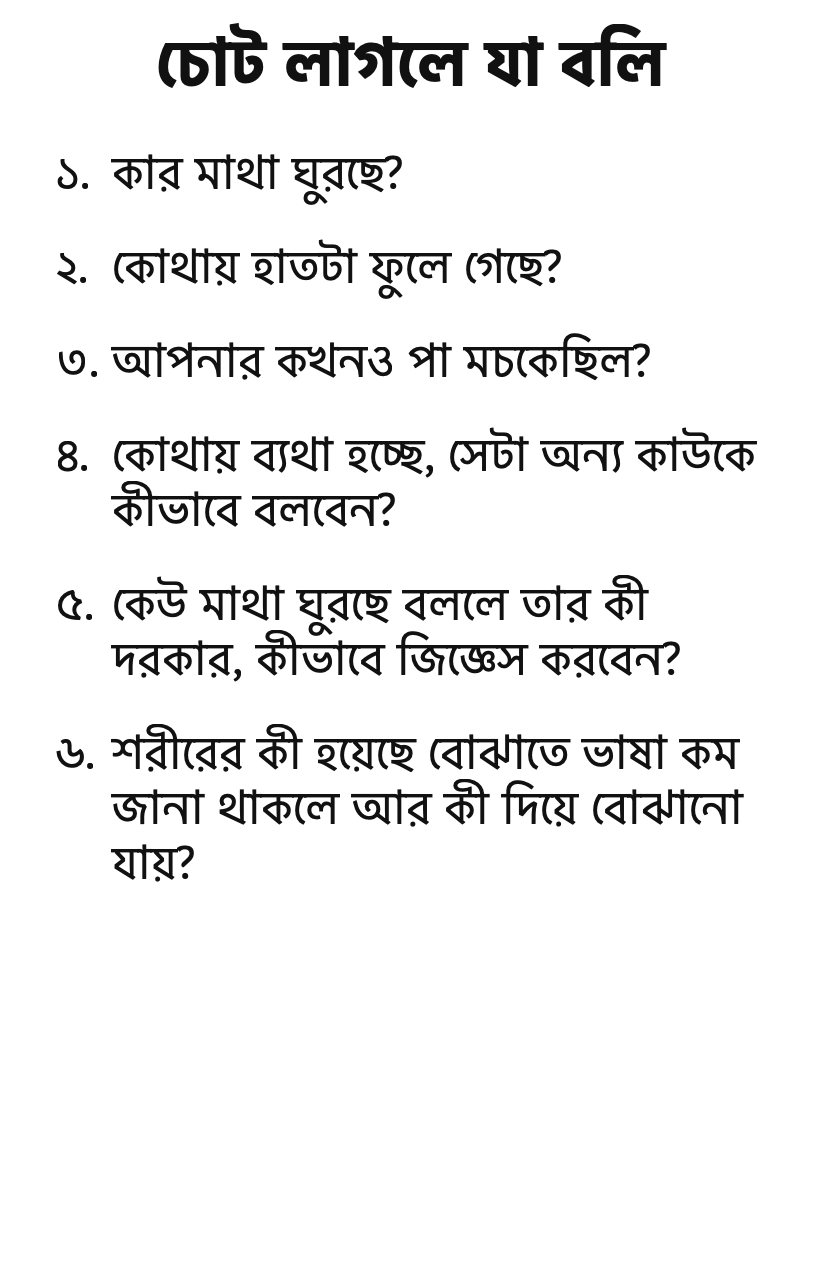 চোট লাগলে যা বলি
১. কার মাথা ঘুরছে?
২. কোথায় হাতটা ফুলে গেছে?
৩. আপনার কখনও পা মচকেছিল?
৪. কোথায় ব্যথা হচ্ছে, সেটা অন্য কাউকে
কীভাবে বলবেন?
৫. কেউ মাথা ঘুরছে বললে তার কী
দরকার, কীভাবে জিজ্ঞেস করবেন?
৬. শরীরের কী হয়েছে বোঝাতে ভাষা কম
জানা থাকলে আর কী দিয়ে বোঝানো
যায়?